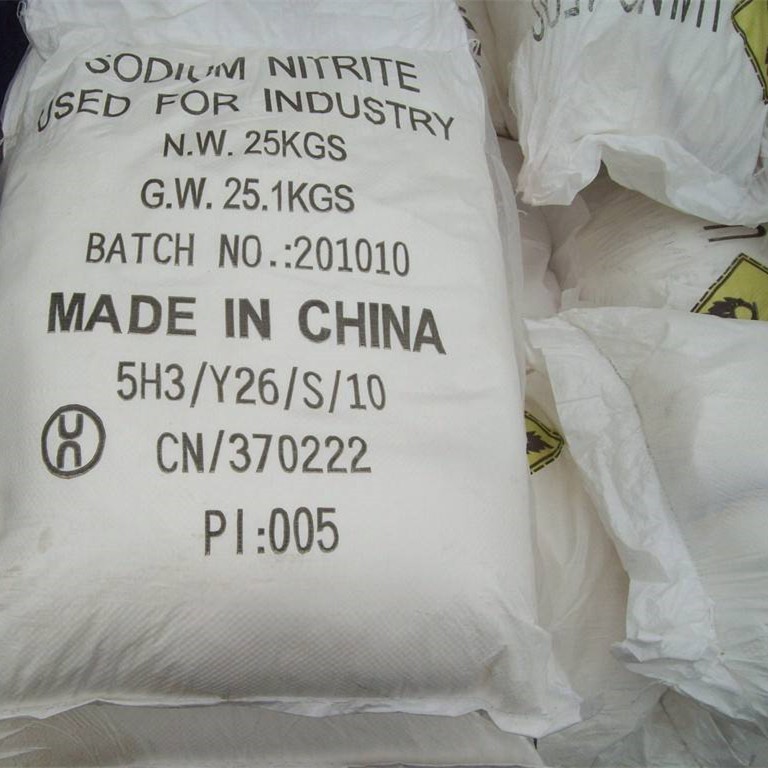 SODIUM NITRITE
USED FOR INDUSTRY
N.W. 25KGS
G.W. 25.1KGS
BATCH NO.:201010
MADE IN CHINA
5H3/Y26/S/10
un
CN/370222
PI:005